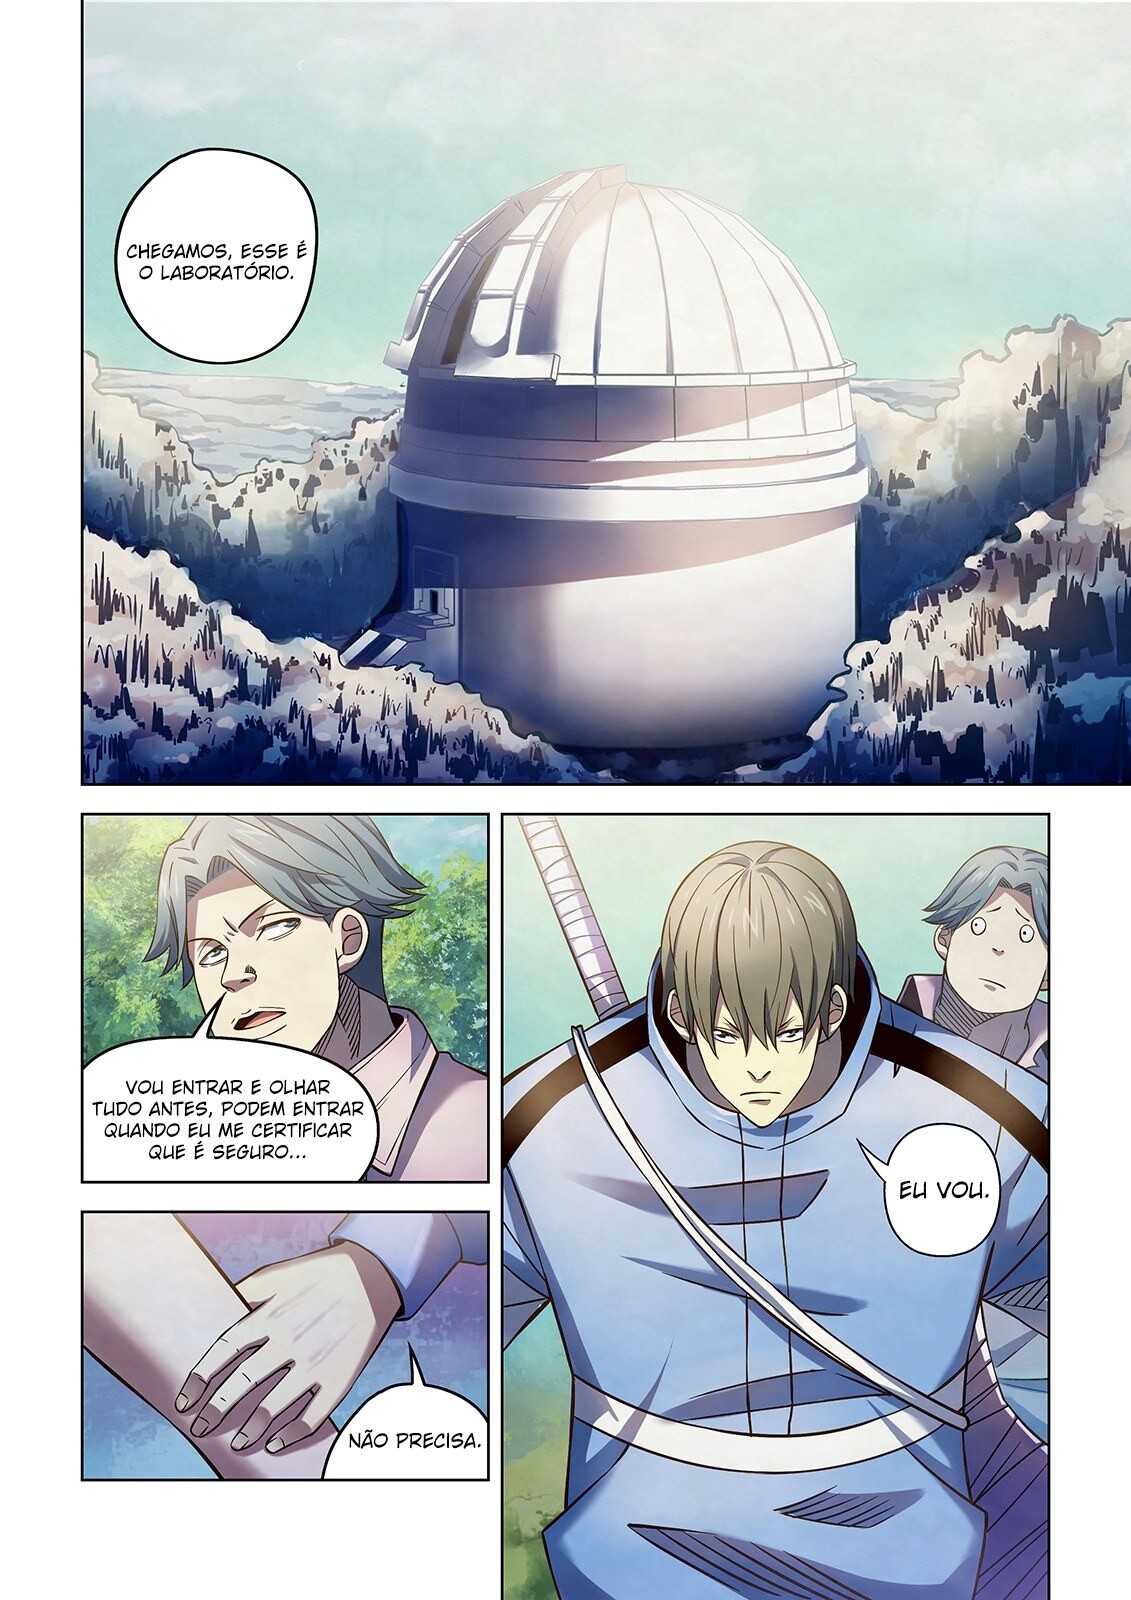 CHEGAMOS, ESSE É
O LABORATÓRIO.
VOU ENTRAR E OLHAR
TUDO ANTES, PODEM ENTRAR
QUANDO EU ME CERTIFICAR
QUE É SEGURO...
NÃO PRECISA.
EU VOU.